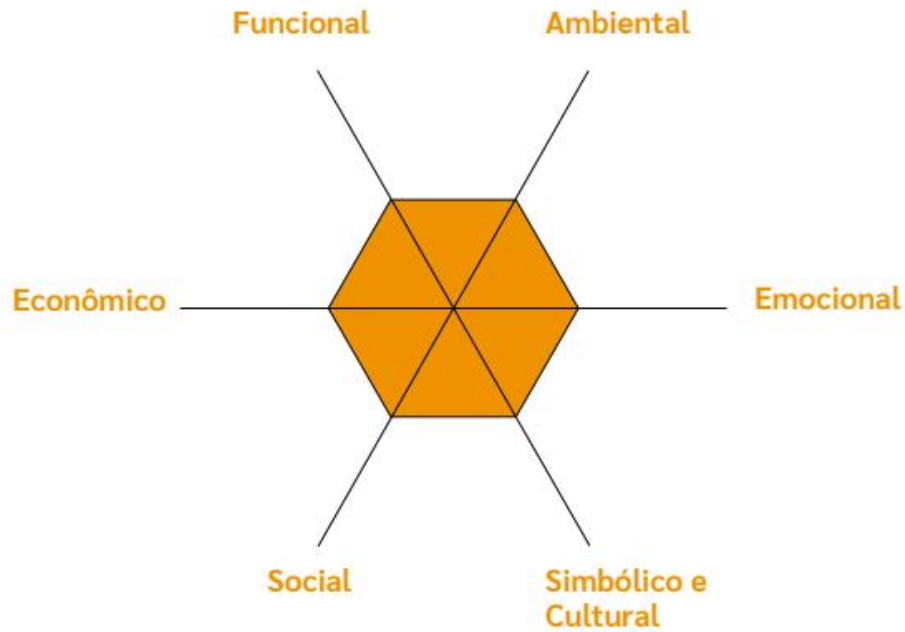 Funcional
Ambiental
Econômico
Emocional
Social
Simbólico e
Cultural